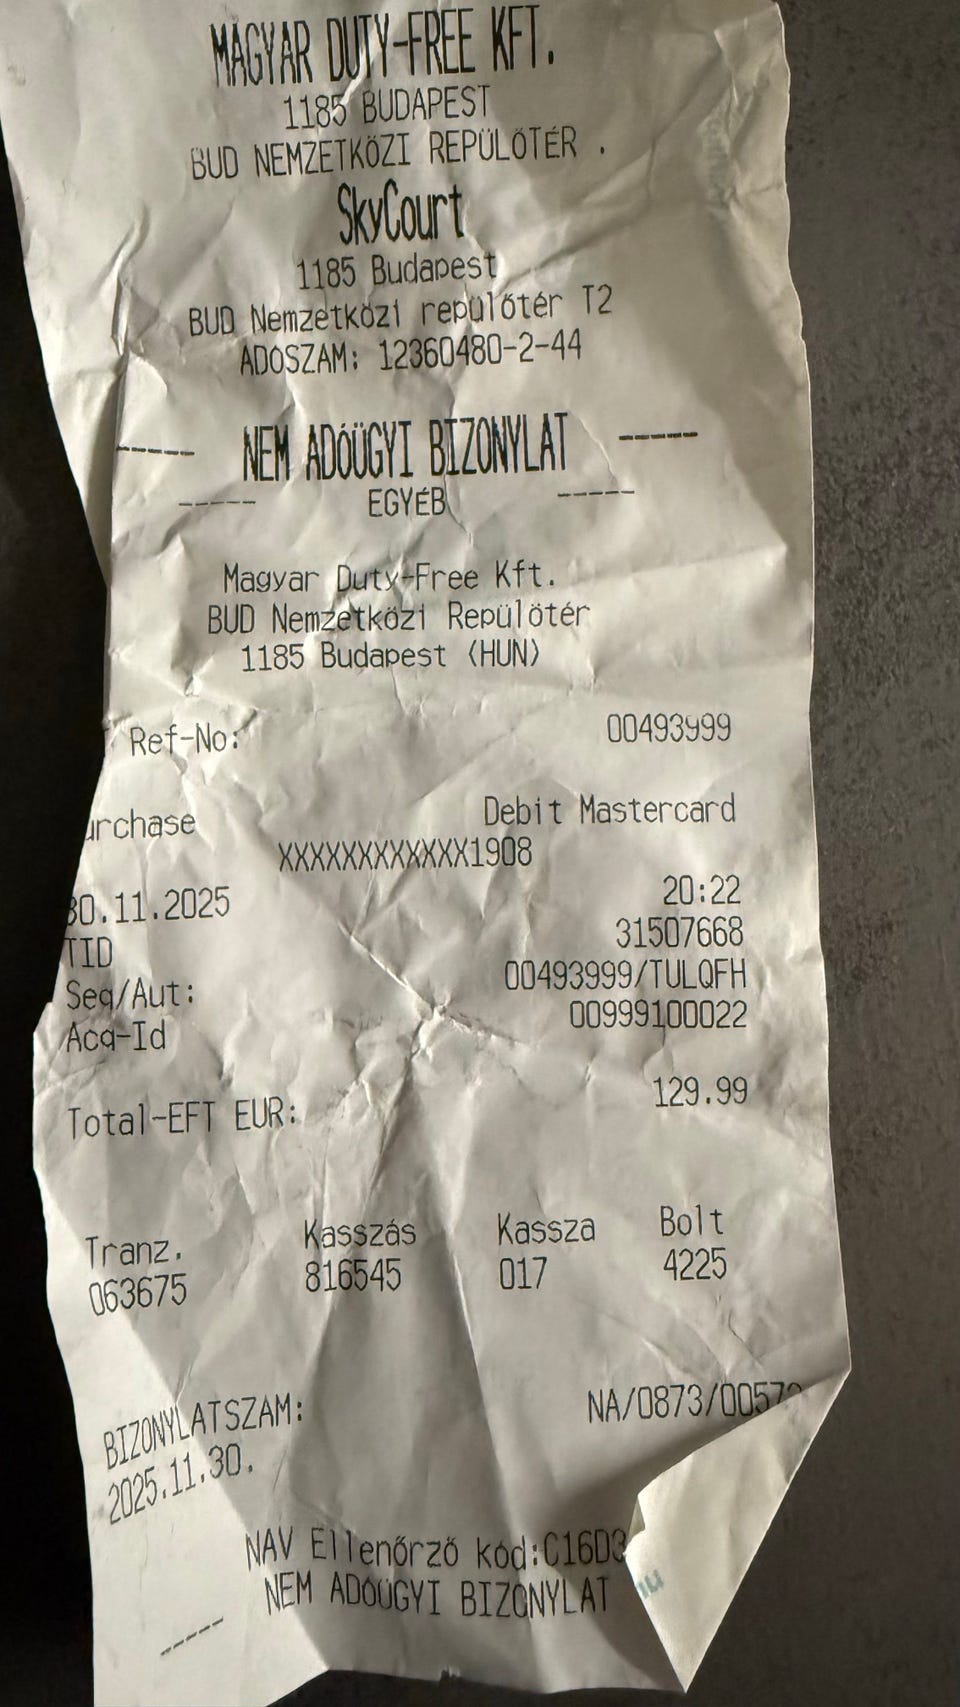 MAGYAR DUTY-FREE KFT.
1185 BUDAPEST
BUD NEMZETKÖZI REPÜLŐTÉR .
SkyCourt
1185 Budapest
BUD Nemzetközi repülőtér T2
ADÓSZÁM: 12360480-2-44
----- NEM ADÓÜGYI BIZONYLAT -----
----- EGYÉB -----
Magyar Duty-Free Kft.
BUD Nemzetközi Repülötér
1185 Budapest (HUN)
Ref-No: 00493999
urchase Debit Mastercard
XXXXXXXXXXXX1908
30.11.2025 20:22
TID 31507668
Seq/Aut: 00493999/TULQFH
Acq-Id 00999100022
Total-EFT EUR: 129.99
Tranz. Kasszás Kassza Bolt
063675 816545 017 4225
BIZONYLATSZÁM: NA/0873/0057
2025.11.30.
NAV Ellenőrző kód:C16D3
NEM ADÓÜGYI BIZONYLAT
----